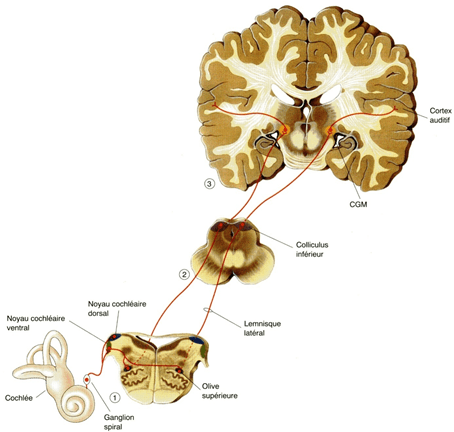 Cortex
auditif
3
CGM
Colliculus
inférieur
2
Noyau cochléaire
dorsal
Noyau cochléaire
ventral
Lemnisque
latéral
Cochlée
1
Ganglion
spiral
Olive
supérieure